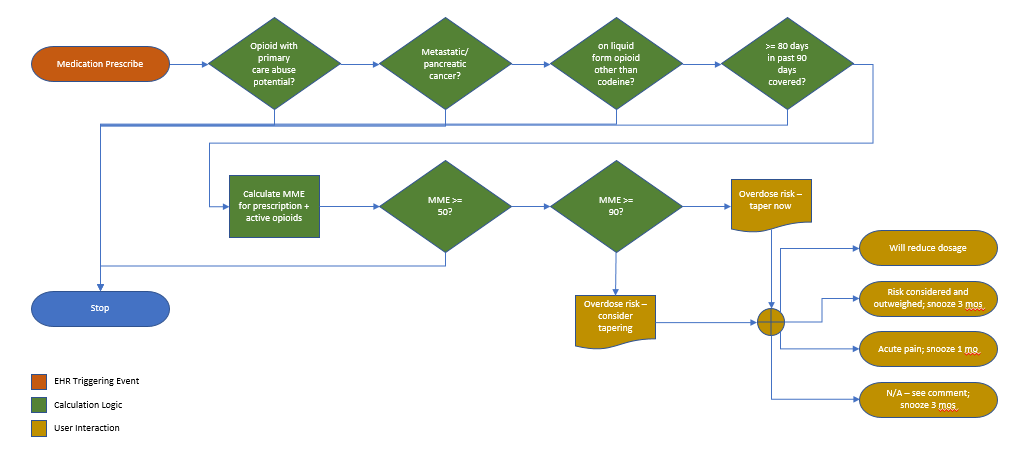 Medication Prescribe
Opioid with
primary
care abuse
potential?
Metastatic/
pancreatic
cancer?
on liquid
form opioid
other than
codeine?
>= 80 days
in past 90
days
covered?
Calculate MME
for prescription +
active opioids
MME >=
50?
MME >=
90?
Overdose risk –
taper now
Overdose risk –
consider
tapering
Will reduce dosage
Risk considered and
outweighed; snooze 3 mos
Acute pain; snooze 1 mo
N/A – see comment;
snooze 3 mos
Stop
EHR Triggering Event
Calculation Logic
User Interaction